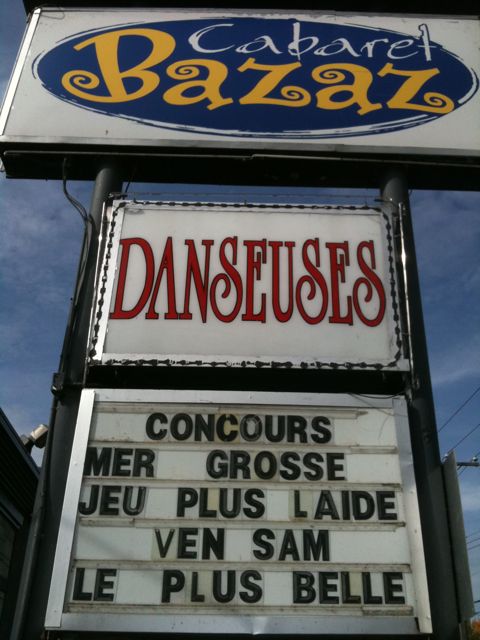 Cabaret
Bazaz
DANSEUSES
CONCOURS
MER GROSSE
JEU PLUS LAIDE
VEN SAM
LE PLUS BELLE